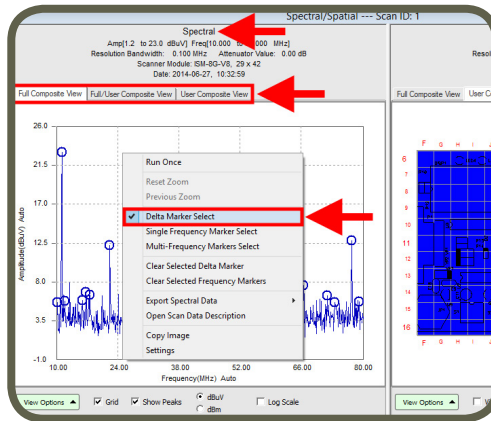 Spectral/Spatial --- Scan ID: 1
Spectral
Amp[1.2 to 23.0 dBuV] Freq[10.000 to 000 MHz]
Resolution Bandwidth: 0.100 MHz Attenuator Value: 0.00 dB
Scanner Module: ISM-8G-V8, 29 x 42
Date: 2014-06-27, 10:32:59
Resol
Full Composite View Full/User Composite View User Composite View
Full Composite View User C
26.0
21.5
17.0
12.5
8.0
3.5
-1.0
Amplitude(dBuV) Auto
10.00 24.00 38.00 52.00 66.00 80.00
Frequency(MHz) Auto
Run Once
Reset Zoom
Previous Zoom
Delta Marker Select
Single Frequency Marker Select
Multi-Frequency Markers Select
Clear Selected Delta Marker
Clear Selected Frequency Markers
Export Spectral Data
Open Scan Data Description
Copy Image
Settings
F G H I J
6
7
8
9
10
11
12
13
14
15
16
F G H I
View Options Grid Show Peaks dBuV Log Scale
dBm
View Options